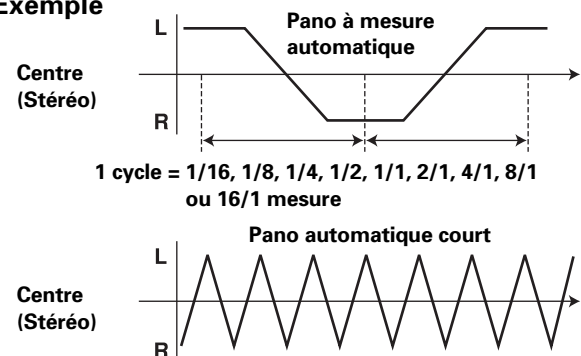 Exemple
Pano à mesure
automatique
L
Centre
(Stéréo)
R
1 cycle = 1/16, 1/8, 1/4, 1/2, 1/1, 2/1, 4/1, 8/1
ou 16/1 mesure
Pano automatique court
L
Centre
(Stéréo)
R